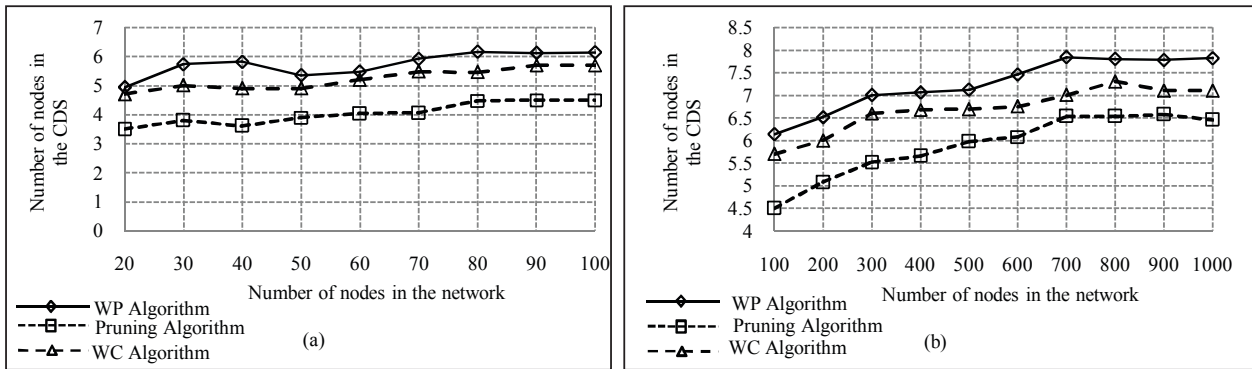 Number of nodes in
the CDS
7
6
5
4
3
2
1
0
20 30 40 50 60 70 80 90 100
Number of nodes in the network
WP Algorithm
Pruning Algorithm
WC Algorithm
(a)
Number of nodes in
the CDS
8.5
8
7.5
7
6.5
6
5.5
5
4.5
4
100 200 300 400 500 600 700 800 900 1000
Number of nodes in the network
WP Algorithm
Pruning Algorithm
WC Algorithm
(b)